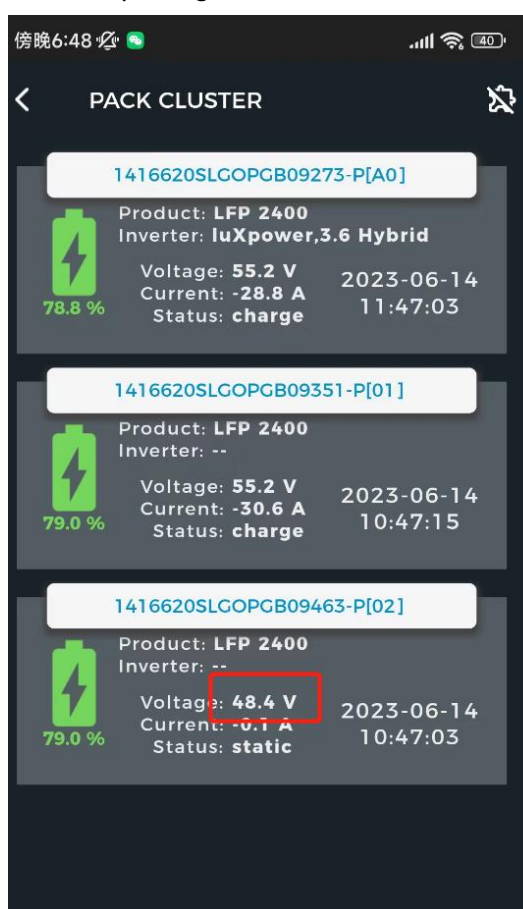 傍晚6:48
40
PACK CLUSTER
1416620SLGOPGB09273-P[A0]
Product: LFP 2400
Inverter: luXpower,3.6 Hybrid
Voltage: 55.2 V
Current: -28.8 A
Status: charge
2023-06-14
11:47:03
78.8 %
1416620SLGOPGB09351-P[01]
Product: LFP 2400
Inverter: --
Voltage: 55.2 V
Current: -30.6 A
Status: charge
2023-06-14
10:47:15
79.0 %
1416620SLGOPGB09463-P[02]
Product: LFP 2400
Inverter: --
Voltage: 48.4 V
Current: -0.1 A
Status: static
2023-06-14
10:47:03
79.0 %